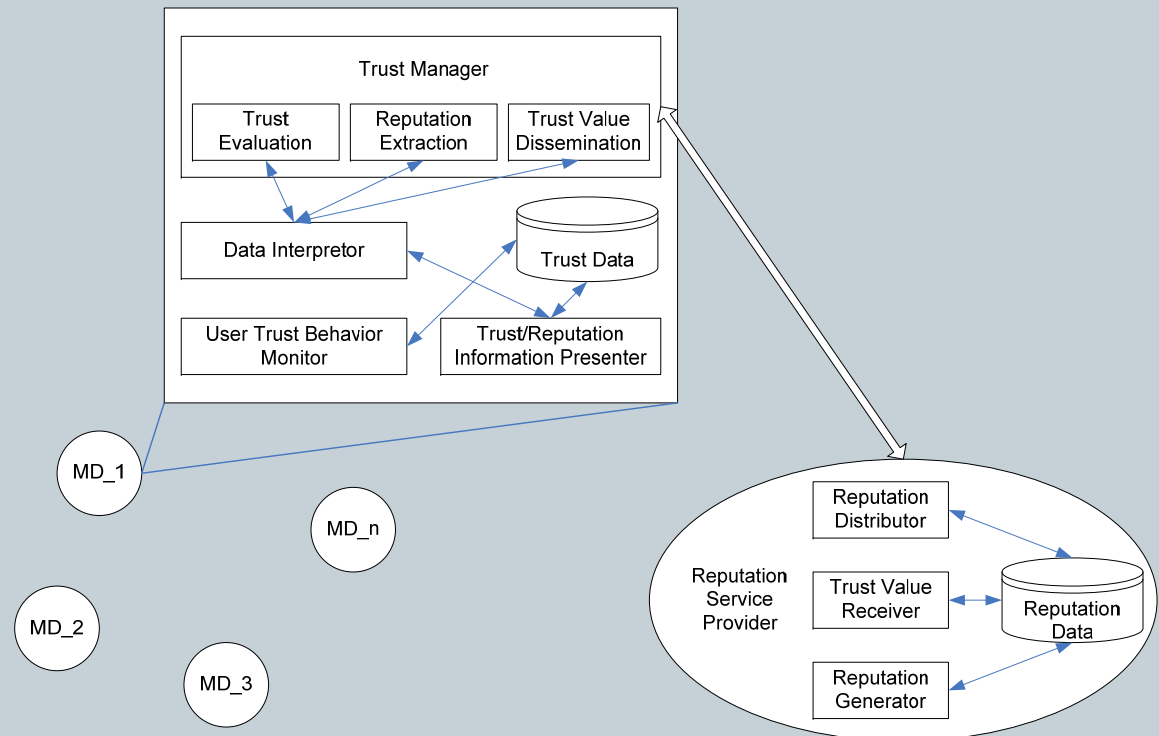 Trust Manager
Trust
Evaluation
Reputation
Extraction
Trust Value
Dissemination
Data Interpretor
Trust Data
User Trust Behavior
Monitor
Trust/Reputation
Information Presenter
MD_1
MD_n
MD_2
MD_3
Reputation
Service
Provider
Reputation
Distributor
Trust Value
Receiver
Reputation
Generator
Reputation
Data